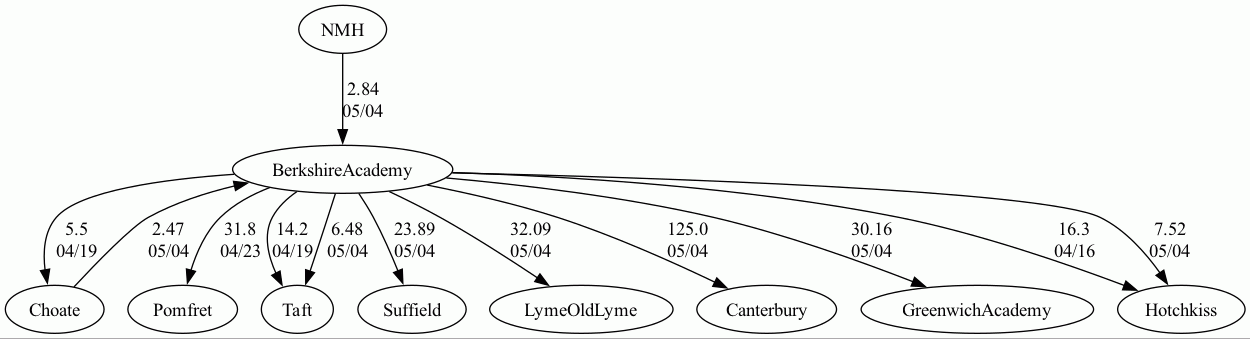 NMH
2.84
05/04
BerkshireAcademy
5.5
04/19
2.47
05/04
31.8
04/23
14.2
04/19
6.48
05/04
23.89
05/04
32.09
05/04
125.0
05/04
30.16
05/04
16.3
04/16
7.52
05/04
Choate
Pomfret
Taft
Suffield
LymeOldLyme
Canterbury
GreenwichAcademy
Hotchkiss